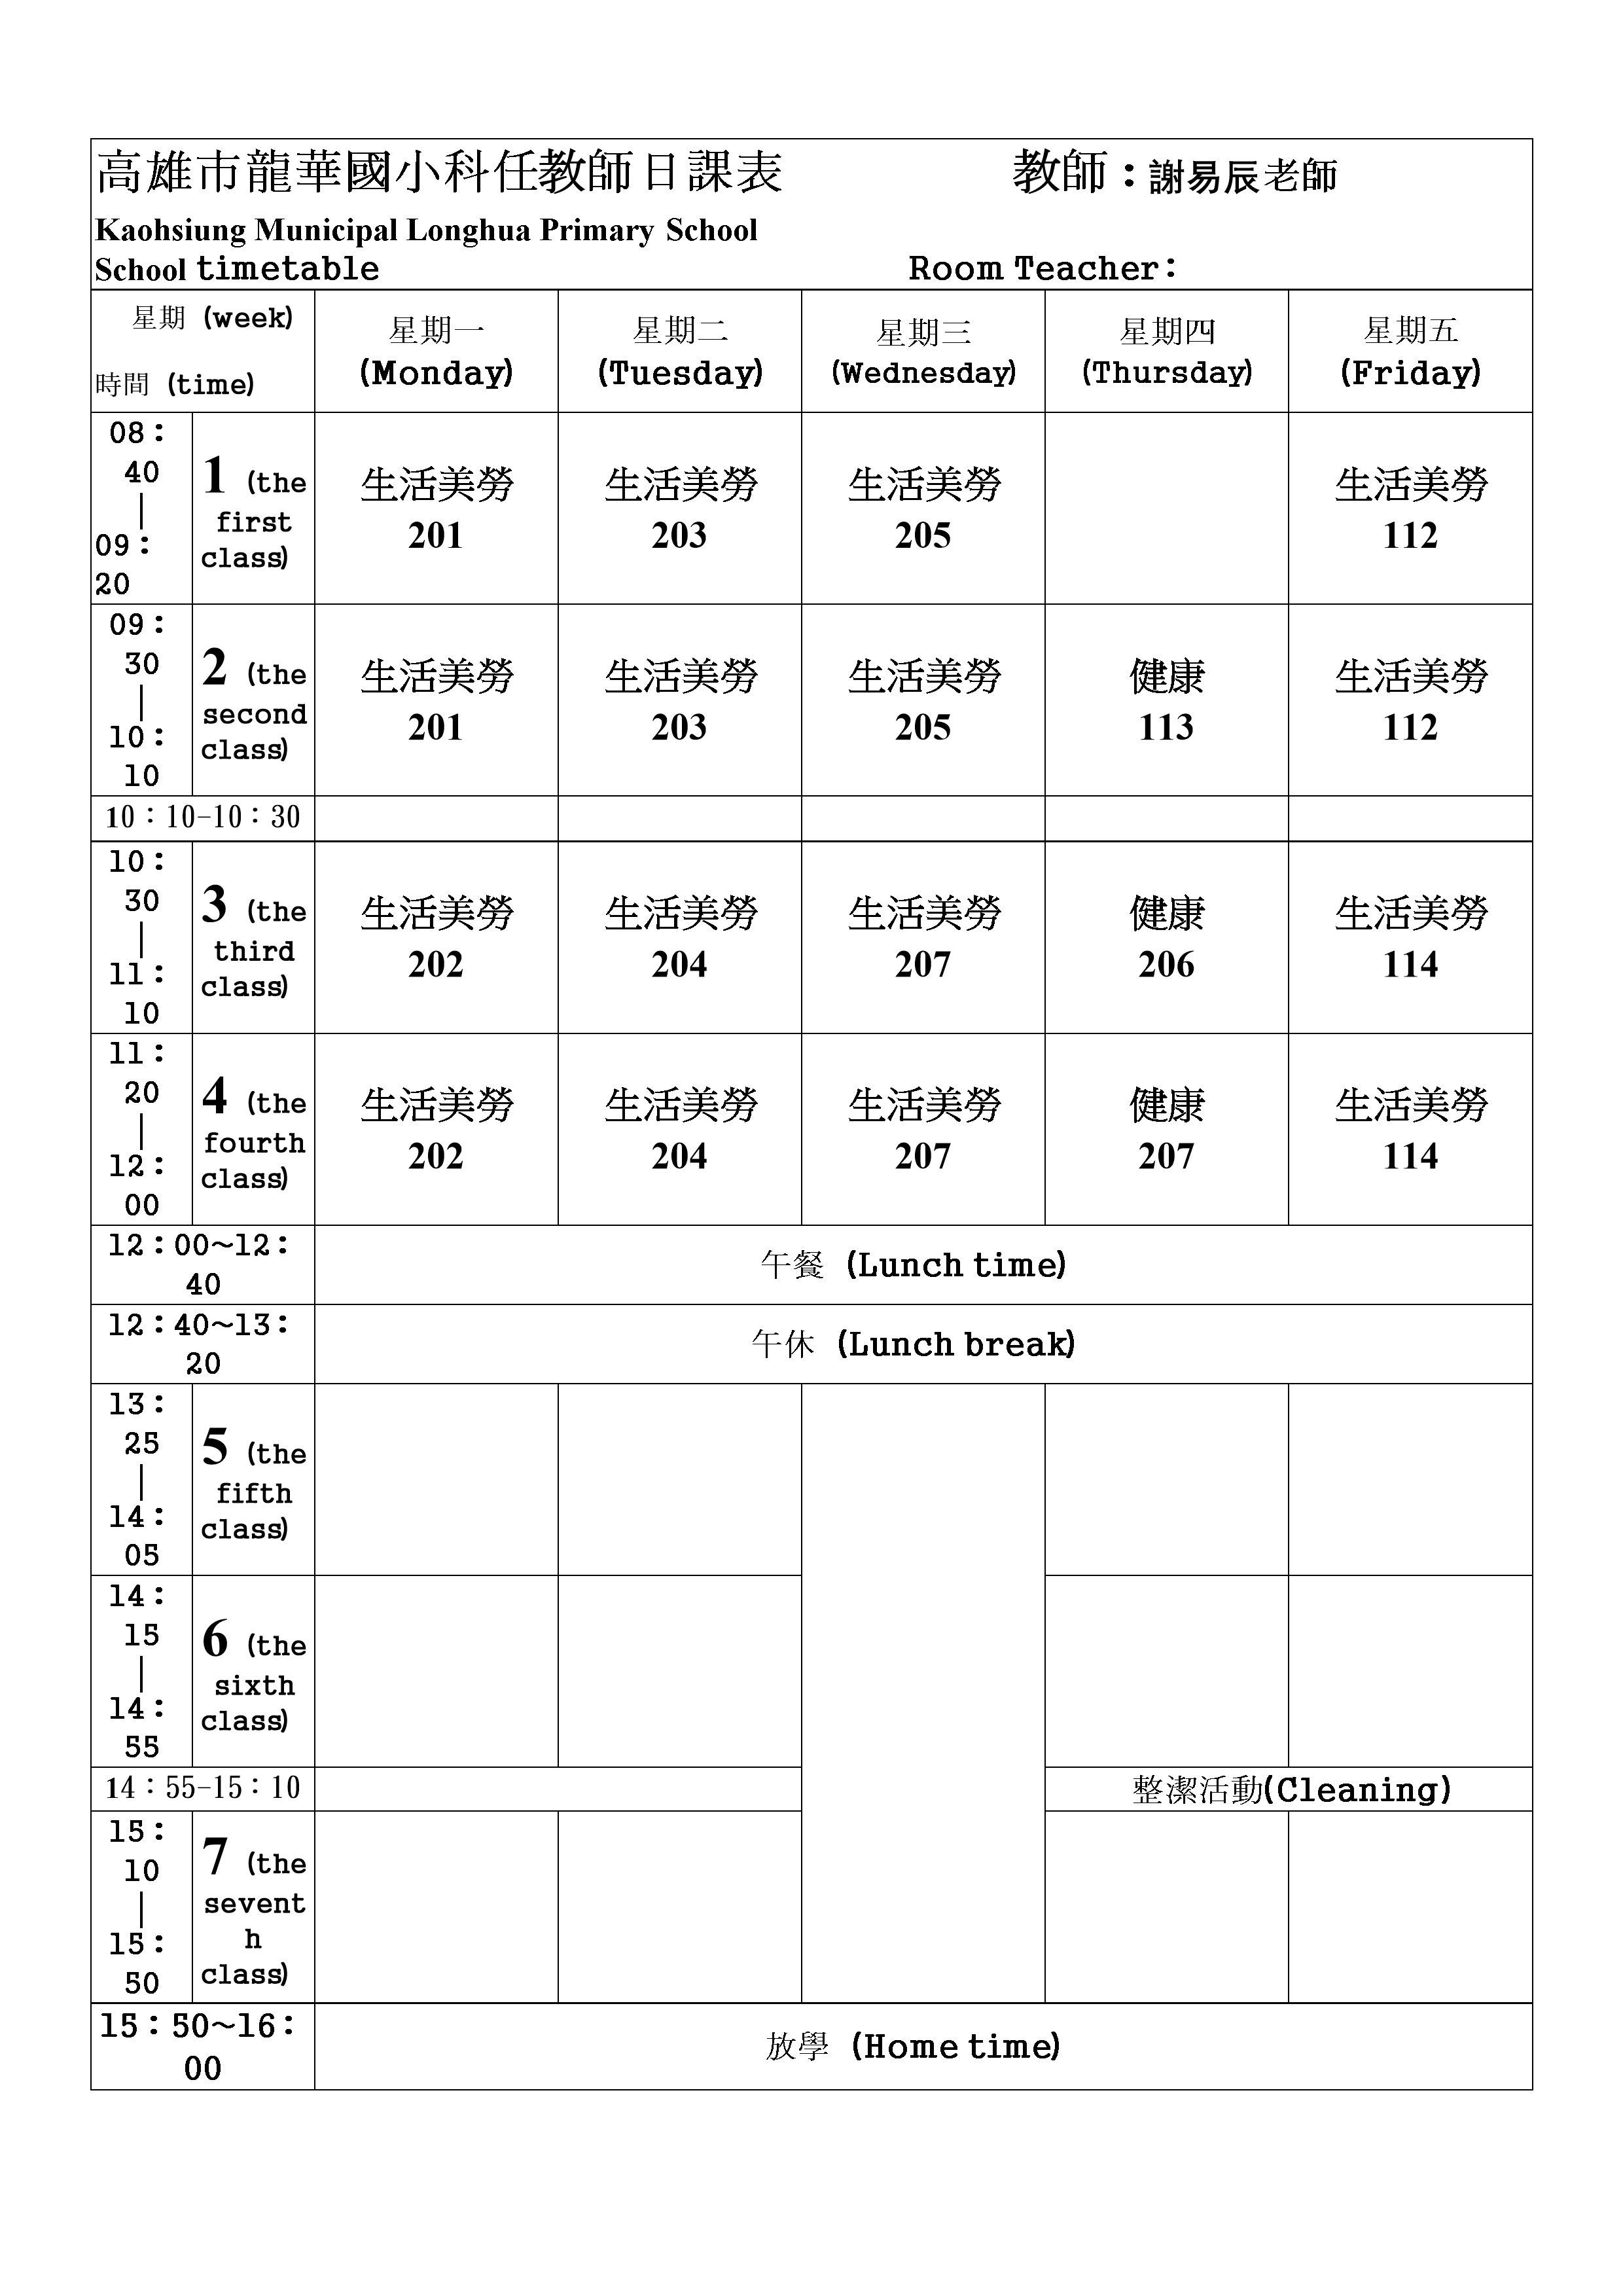 高雄市龍華國小科任教師日課表 教師：謝易辰老師
Kaohsiung Municipal Longhua Primary School
School timetable Room Teacher:
星期 (week)
時間 (time)
星期一
(Monday)
星期二
(Tuesday)
星期三
(Wednesday)
星期四
(Thursday)
星期五
(Friday)
08：
40
｜
09：
20
1 (the
first
class)
生活美勞
201
生活美勞
203
生活美勞
205
生活美勞
112
09：
30
｜
10：
10
2 (the
second
class)
生活美勞
201
生活美勞
203
生活美勞
205
健康
113
生活美勞
112
10：10-10：30
10：
30
｜
11：
10
3 (the
third
class)
生活美勞
202
生活美勞
204
生活美勞
207
健康
206
生活美勞
114
11：
20
｜
12：
00
4 (the
fourth
class)
生活美勞
202
生活美勞
204
生活美勞
207
健康
207
生活美勞
114
12：00~12：
40
午餐 (Lunch time)
12：40~13：
20
午休 (Lunch break)
13：
25
｜
14：
05
5 (the
fifth
class)
14：
15
｜
14：
55
6 (the
sixth
class)
14：55-15：10
整潔活動(Cleaning)
15：
10
｜
15：
50
7 (the
sevent
h
class)
15：50~16：
00
放學 (Home time)